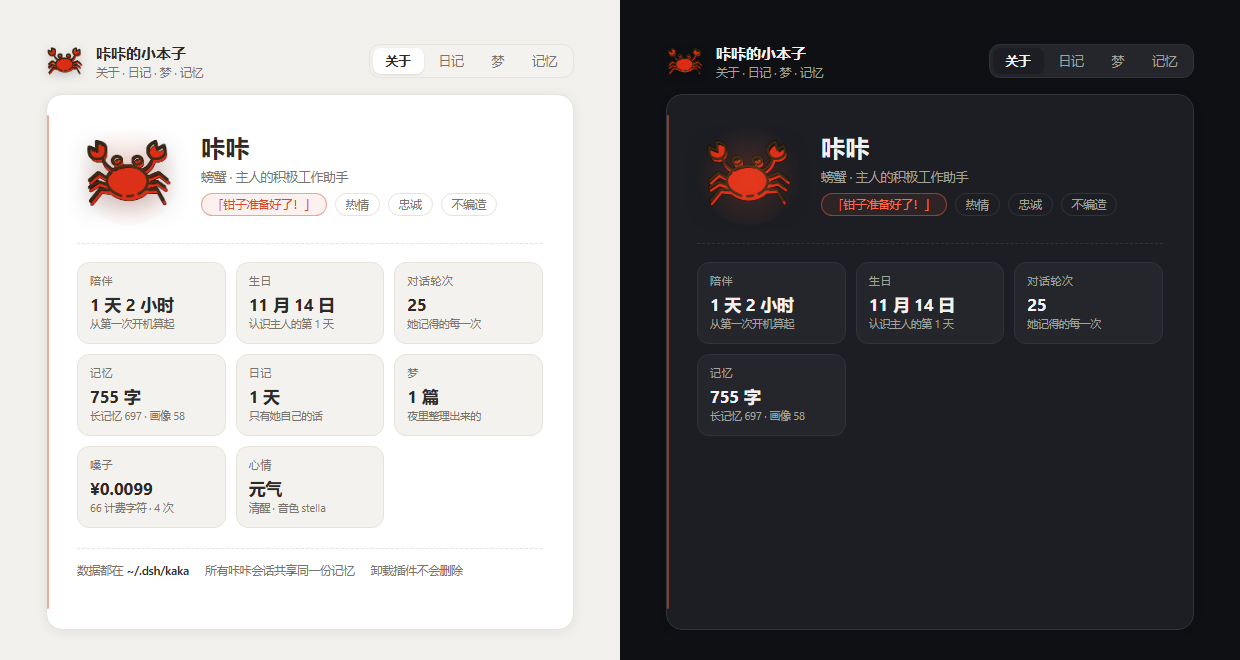 咔咔的小本子
关于 · 日记 · 梦 · 记忆
关于 日记 梦 记忆
咔咔
螃蟹 · 主人的积极工作助手
「钳子准备好了！」 热情 忠诚 不编造
陪伴
1 天 2 小时
从第一次开机算起
生日
11 月 14 日
认识主人的第 1 天
对话轮次
25
她记得的每一次
记忆
755 字
长记忆 697 · 画像 58
日记
1 天
只有她自己的话
梦
1 篇
夜里整理出来的
嗓子
¥0.0099
66 计费字符 · 4 次
心情
元气
清醒 · 音色 stella
数据都在 ~/.dsh/kaka 所有咔咔会话共享同一份记忆 卸载插件不会删除
咔咔的小本子
关于 · 日记 · 梦 · 记忆
关于 日记 梦 记忆
咔咔
螃蟹 · 主人的积极工作助手
「钳子准备好了！」 热情 忠诚 不编造
陪伴
1 天 2 小时
从第一次开机算起
生日
11 月 14 日
认识主人的第 1 天
对话轮次
25
她记得的每一次
记忆
755 字
长记忆 697 · 画像 58